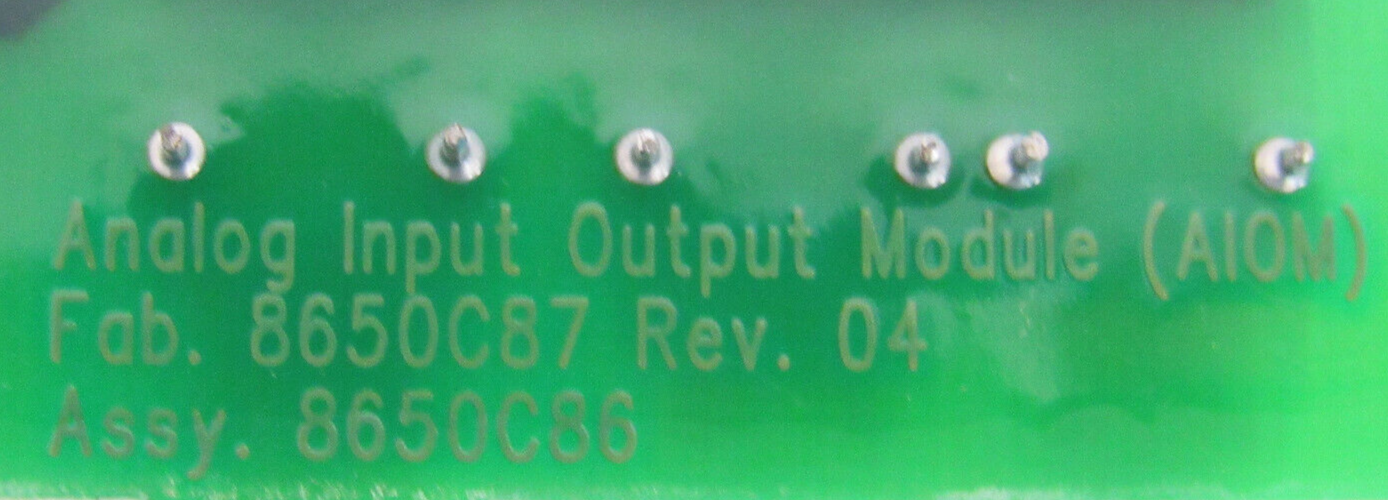 Analog Input Output Module (AIOM)
Fab. 8650C87 Rev. 04
Assy. 8650C86